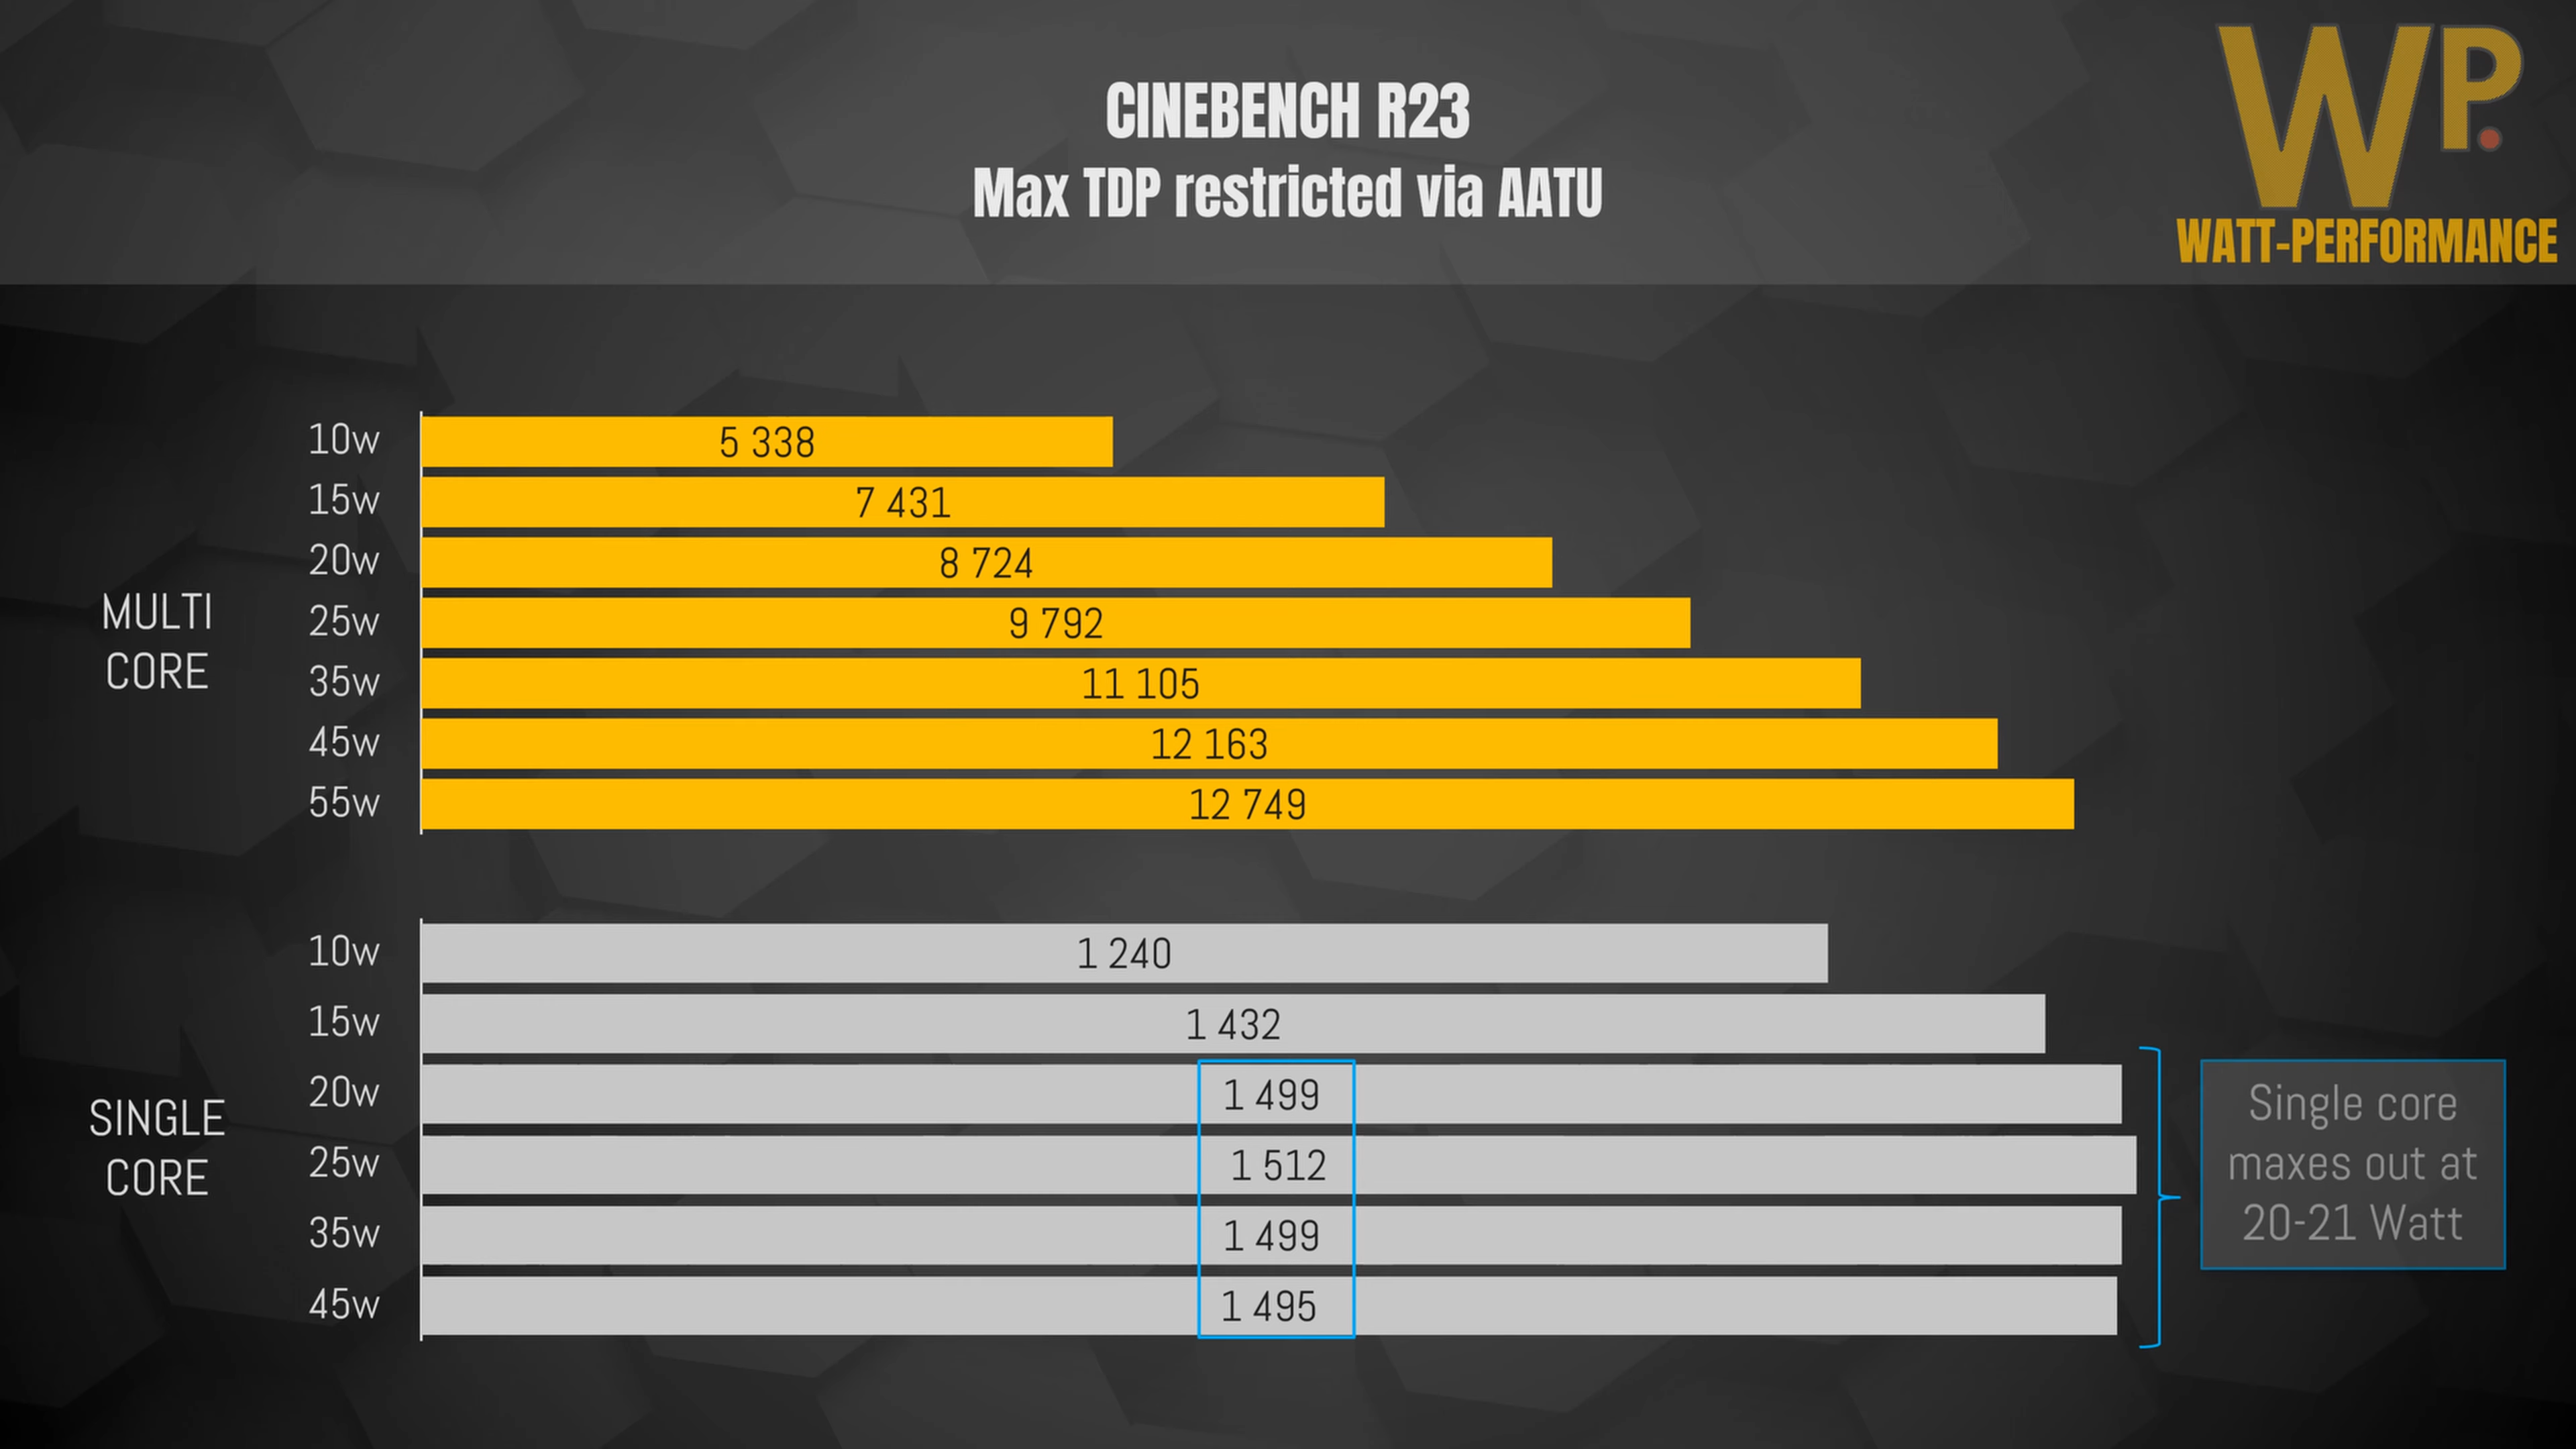 CINEBENCH R23
Max TDP restricted via AATU
WP.
WATT-PERFORMANCE
MULTI
CORE
10w
5 338
15w
7 431
20w
8 724
25w
9 792
35w
11 105
45w
12 163
55w
12 749
SINGLE
CORE
10w
1 240
15w
1 432
20w
1 499
25w
1 512
35w
1 499
45w
1 495
Single core
maxes out at
20-21 Watt